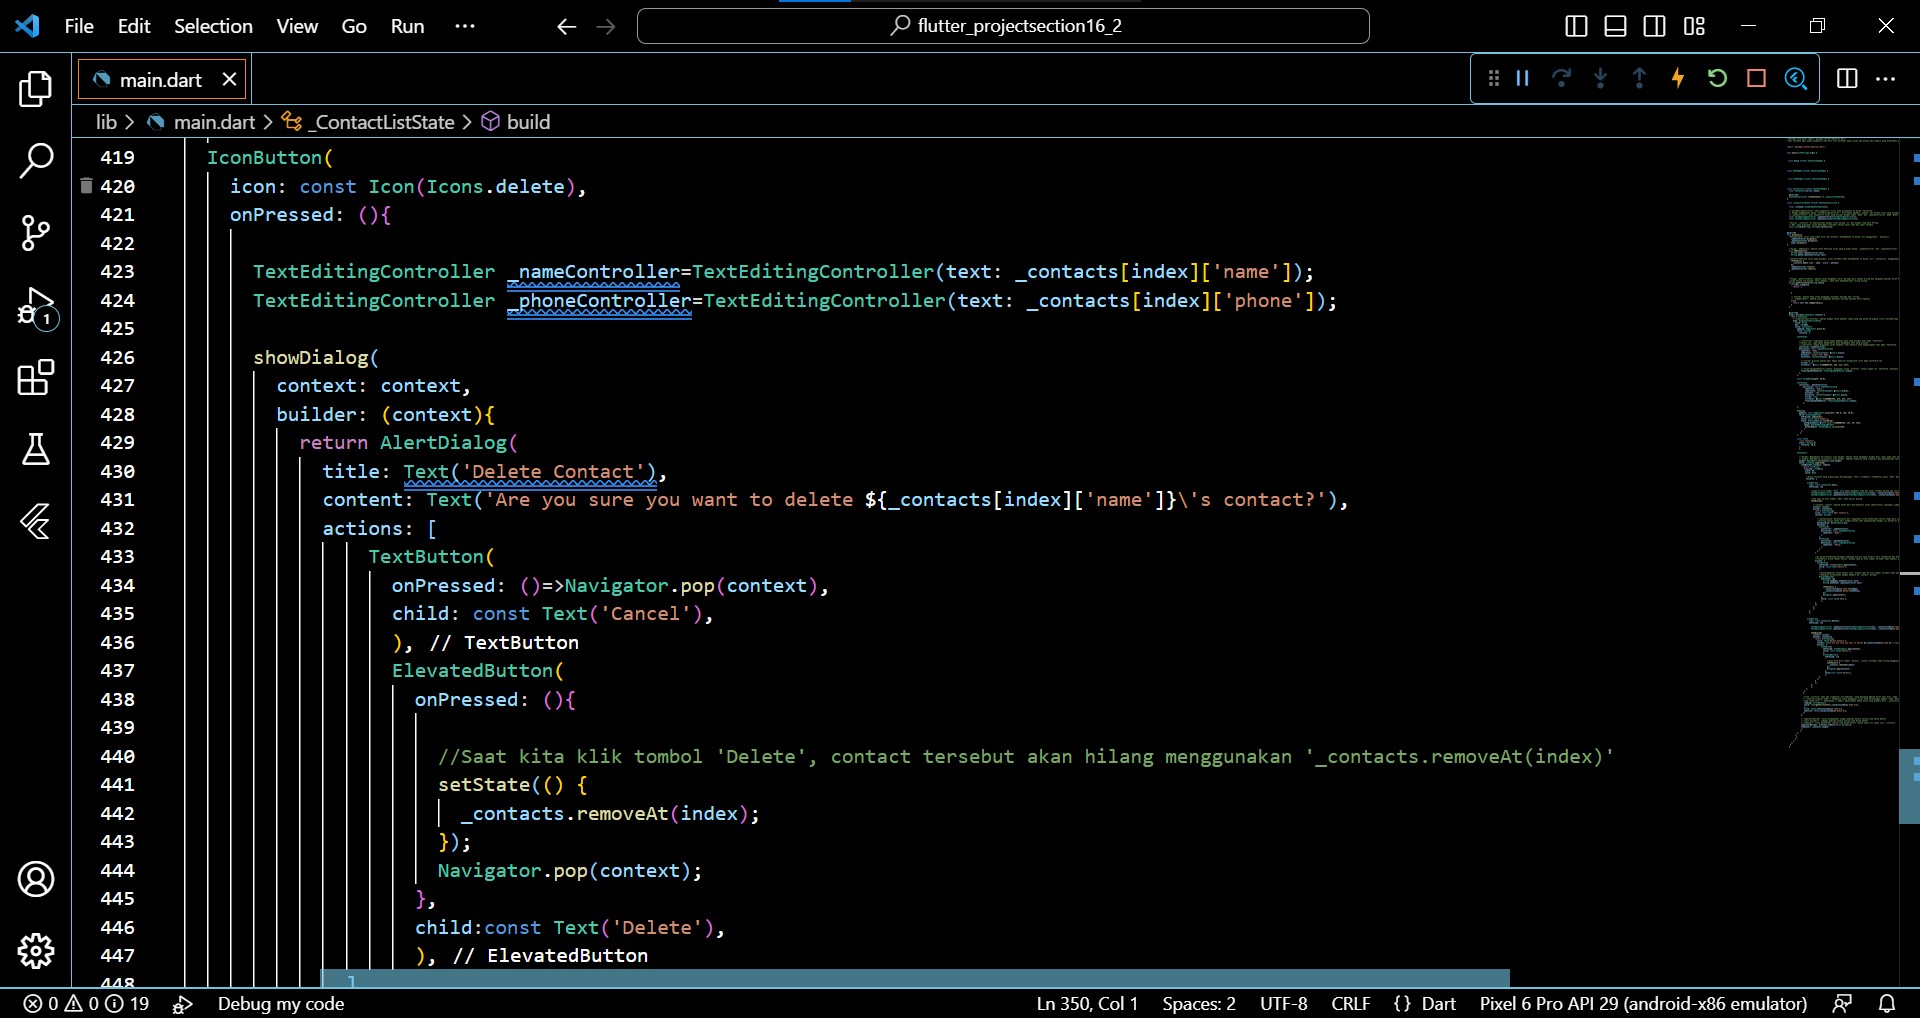 File Edit Selection View Go Run ···
flutter_projectsection16_2
main.dart
lib > main.dart > _ContactListState > build
419 IconButton(
420 icon: const Icon(Icons.delete),
421 onPressed: (){
422
423 TextEditingController _nameController=TextEditingController(text: _contacts[index]['name']);
424 TextEditingController _phoneController=TextEditingController(text: _contacts[index]['phone']);
425
426 showDialog(
427 context: context,
428 builder: (context){
429 return AlertDialog(
430 title: Text('Delete Contact'),
431 content: Text('Are you sure you want to delete ${_contacts[index]['name']}\'s contact?'),
432 actions: [
433 TextButton(
434 onPressed: ()=>Navigator.pop(context),
435 child: const Text('Cancel'),
436 ), // TextButton
437 ElevatedButton(
438 onPressed: (){
439
440 //Saat kita klik tombol 'Delete', contact tersebut akan hilang menggunakan '_contacts.removeAt(index)'
441 setState(() {
442 _contacts.removeAt(index);
443 });
444 Navigator.pop(context);
445 },
446 child:const Text('Delete'),
447 ), // ElevatedButton
448 ]
1
0 0 19 Debug my code Ln 350, Col 1 Spaces: 2 UTF-8 CRLF {} Dart Pixel 6 Pro API 29 (android-x86 emulator)